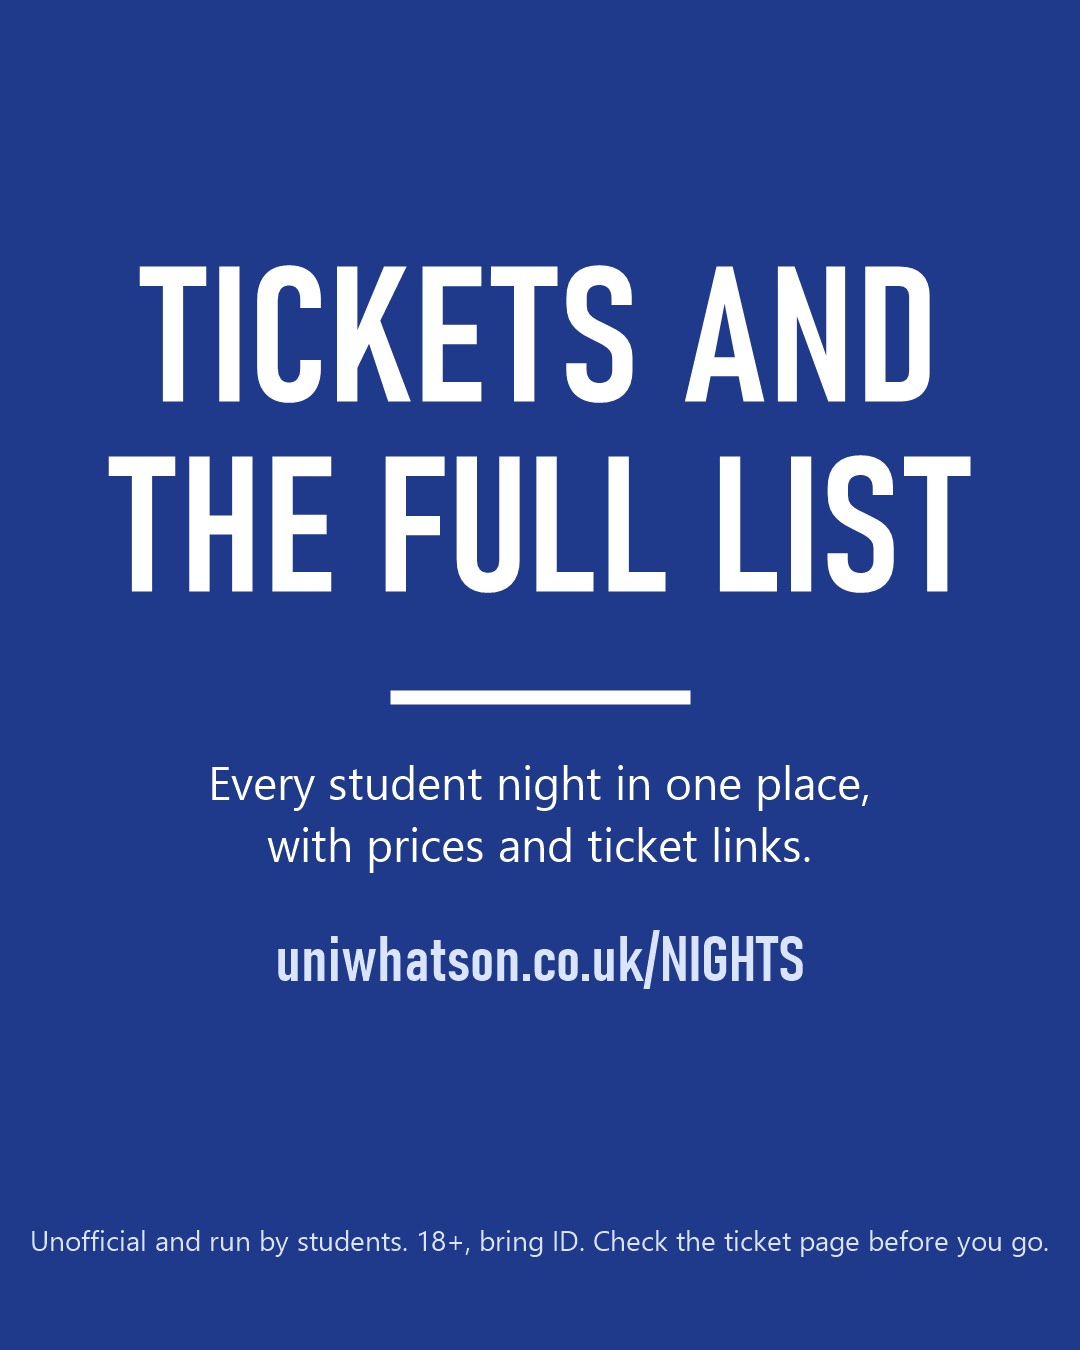 TICKETS AND
THE FULL LIST
Every student night in one place,
with prices and ticket links.
uniwhatson.co.uk/NIGHTS
Unofficial and run by students. 18+, bring ID. Check the ticket page before you go.